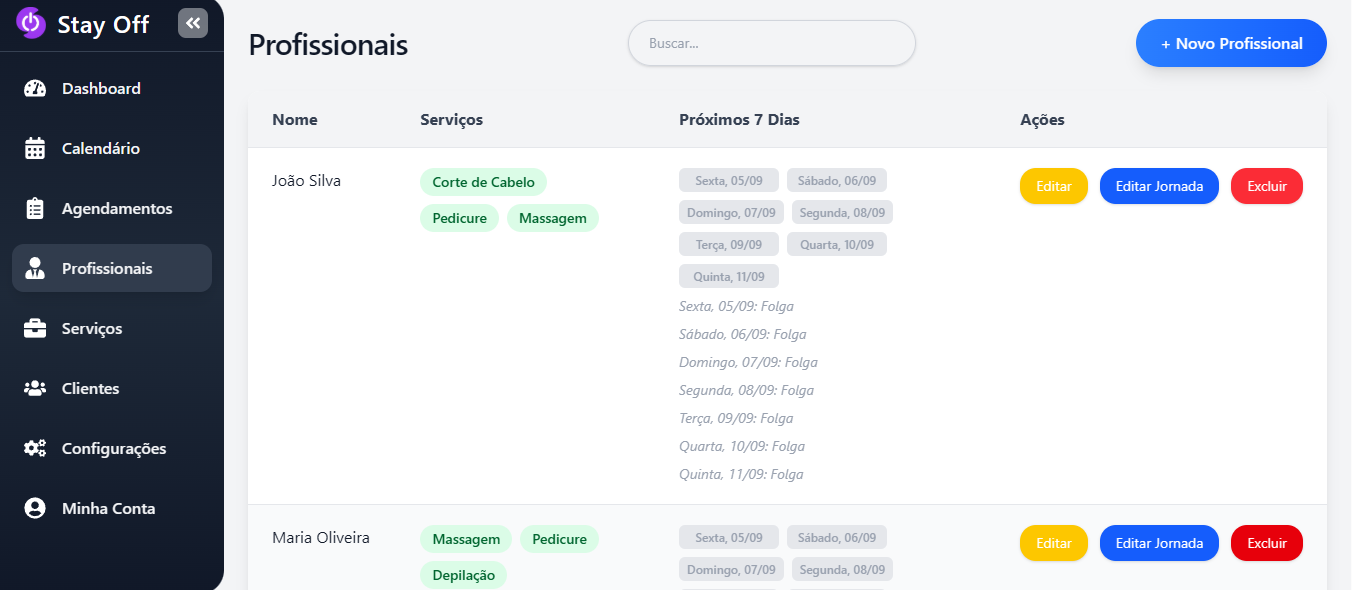 Stay Off
Dashboard
Calendário
Agendamentos
Profissionais
Serviços
Clientes
Configurações
Minha Conta
Profissionais
Buscar...
+ Novo Profissional
Nome Serviços Próximos 7 Dias Ações
João Silva
Corte de Cabelo
Pedicure Massagem
Sexta, 05/09 Sábado, 06/09
Domingo, 07/09 Segunda, 08/09
Terça, 09/09 Quarta, 10/09
Quinta, 11/09
Sexta, 05/09: Folga
Sábado, 06/09: Folga
Domingo, 07/09: Folga
Segunda, 08/09: Folga
Terça, 09/09: Folga
Quarta, 10/09: Folga
Quinta, 11/09: Folga
Editar Editar Jornada Excluir
Maria Oliveira
Massagem Pedicure
Depilação
Sexta, 05/09 Sábado, 06/09
Domingo, 07/09 Segunda, 08/09
Editar Editar Jornada Excluir